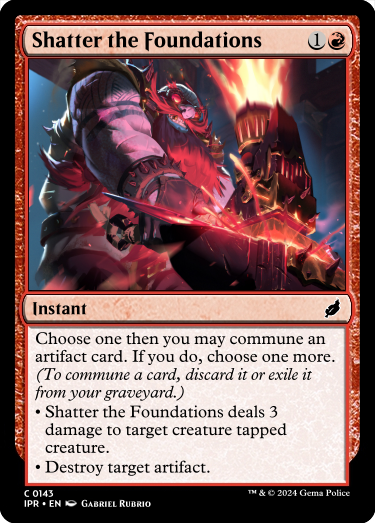 Shatter the Foundations 1
Instant
Choose one then you may commune an
artifact card. If you do, choose one more.
(To commune a card, discard it or exile it
from your graveyard.)
• Shatter the Foundations deals 3
damage to target creature tapped
creature.
• Destroy target artifact.
C 0143
IPR • EN Gabriel Rubrio
™ & © 2024 Gema Police